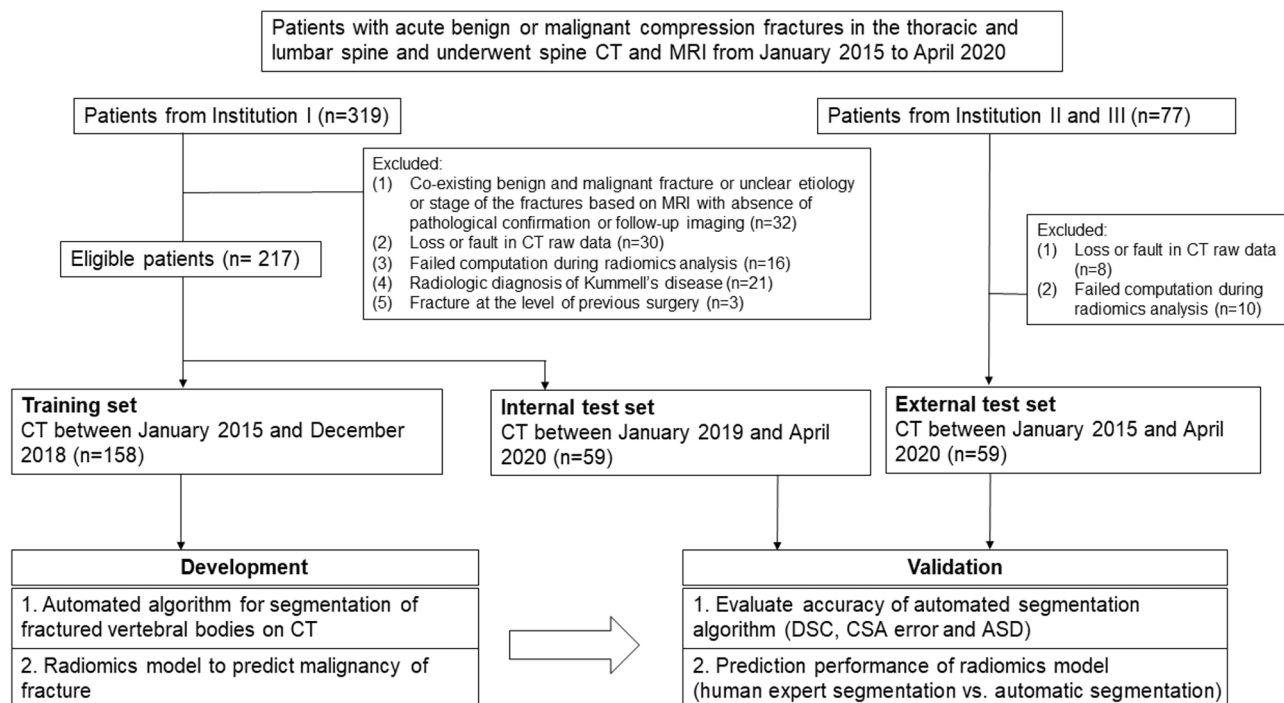 Patients with acute benign or malignant compression fractures in the thoracic and
lumbar spine and underwent spine CT and MRI from January 2015 to April 2020
Patients from Institution I (n=319)
Patients from Institution II and III (n=77)
Excluded:
(1) Co-existing benign and malignant fracture or unclear etiology
or stage of the fractures based on MRI with absence of
pathological confirmation or follow-up imaging (n=32)
(2) Loss or fault in CT raw data (n=30)
(3) Failed computation during radiomics analysis (n=16)
(4) Radiologic diagnosis of Kummell's disease (n=21)
(5) Fracture at the level of previous surgery (n=3)
Excluded:
(1) Loss or fault in CT raw data
(n=8)
(2) Failed computation during
radiomics analysis (n=10)
Eligible patients (n= 217)
Training set
CT between January 2015 and December
2018 (n=158)
Internal test set
CT between January 2019 and April
2020 (n=59)
External test set
CT between January 2015 and April
2020 (n=59)
Development
1. Automated algorithm for segmentation of
fractured vertebral bodies on CT
2. Radiomics model to predict malignancy of
fracture
Validation
1. Evaluate accuracy of automated segmentation
algorithm (DSC, CSA error and ASD)
2. Prediction performance of radiomics model
(human expert segmentation vs. automatic segmentation)